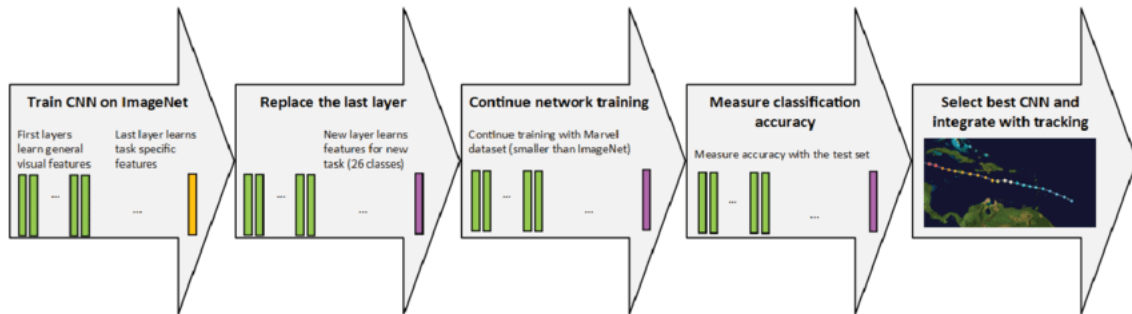 Train CNN on ImageNet
First layers
learn general
visual features
Last layer learns
task specific
features
...
...
Replace the last layer
New layer learns
features for new
task (26 classes)
...
...
Continue network training
Continue training with Marvell
dataset (smaller than ImageNet)
...
...
Measure classification
accuracy
Measure accuracy with the test set
...
...
Select best CNN and
integrate with tracking